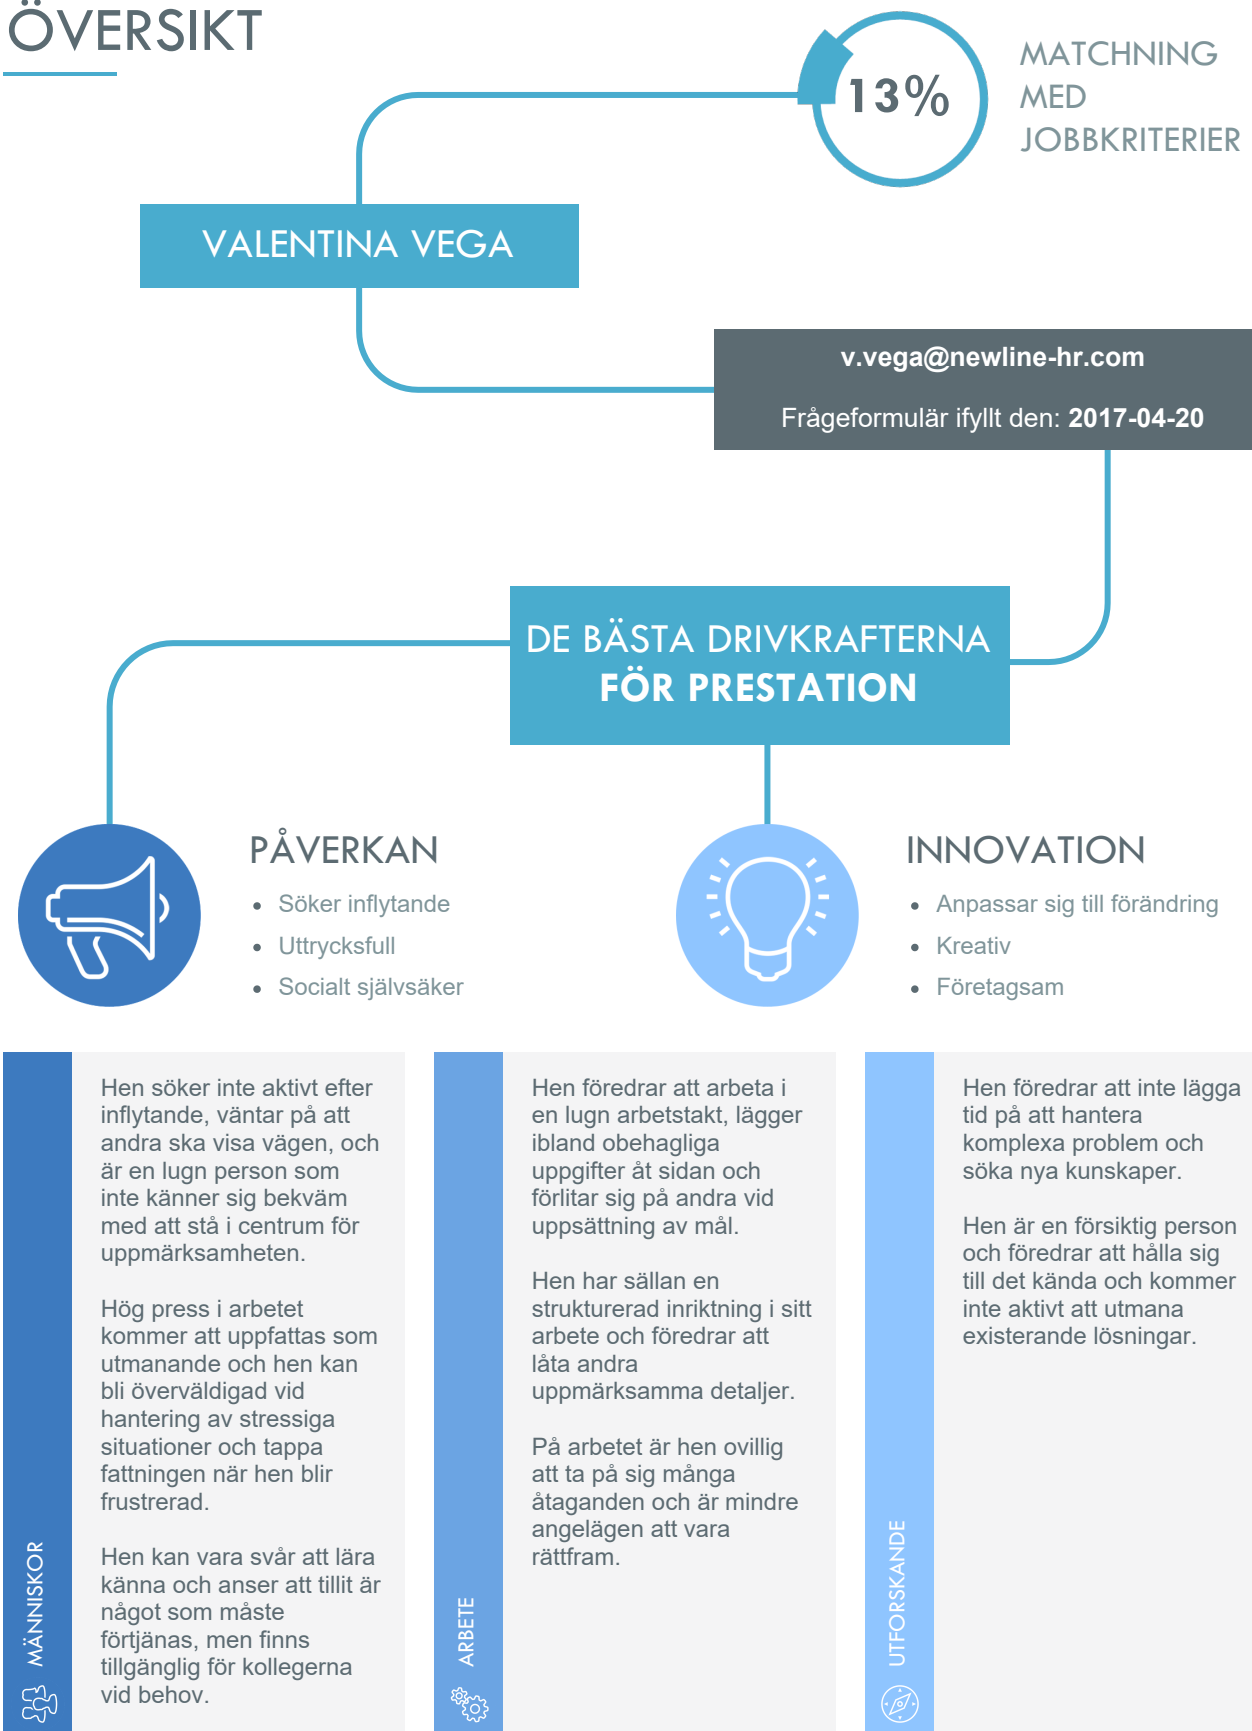 ÖVERSIKT
13%
MATCHNING
MED
JOBBKRITERIER
VALENTINA VEGA
v.vega@newline-hr.com
Frågeformulär ifyllt den: 2017-04-20
DE BÄSTA DRIVKRAFTERNA
FÖR PRESTATION
PÅVERKAN
• Söker inflytande
• Uttrycksfull
• Socialt självsäker
INNOVATION
• Anpassar sig till förändring
• Kreativ
• Företagsam
MÄNNISKOR
Hen söker inte aktivt efter
inflytande, väntar på att
andra ska visa vägen, och
är en lugn person som
inte känner sig bekväm
med att stå i centrum för
uppmärksamheten.
Hög press i arbetet
kommer att uppfattas som
utmanande och hen kan
bli överväldigad vid
hantering av stressiga
situationer och tappa
fattningen när hen blir
frustrerad.
Hen kan vara svår att lära
känna och anser att tillit är
något som måste
förtjänas, men finns
tillgänglig för kollegerna
vid behov.
ARBETE
Hen föredrar att arbeta i
en lugn arbetstakt, lägger
ibland obehagliga
uppgifter åt sidan och
förlitar sig på andra vid
uppsättning av mål.
Hen har sällan en
strukturerad inriktning i sitt
arbete och föredrar att
låta andra
uppmärksamma detaljer.
På arbetet är hen ovillig
att ta på sig många
åtaganden och är mindre
angelägen att vara
rättfram.
UTFORSKANDE
Hen föredrar att inte lägga
tid på att hantera
komplexa problem och
söka nya kunskaper.
Hen är en försiktig person
och föredrar att hålla sig
till det kända och kommer
inte aktivt att utmana
existerande lösningar.